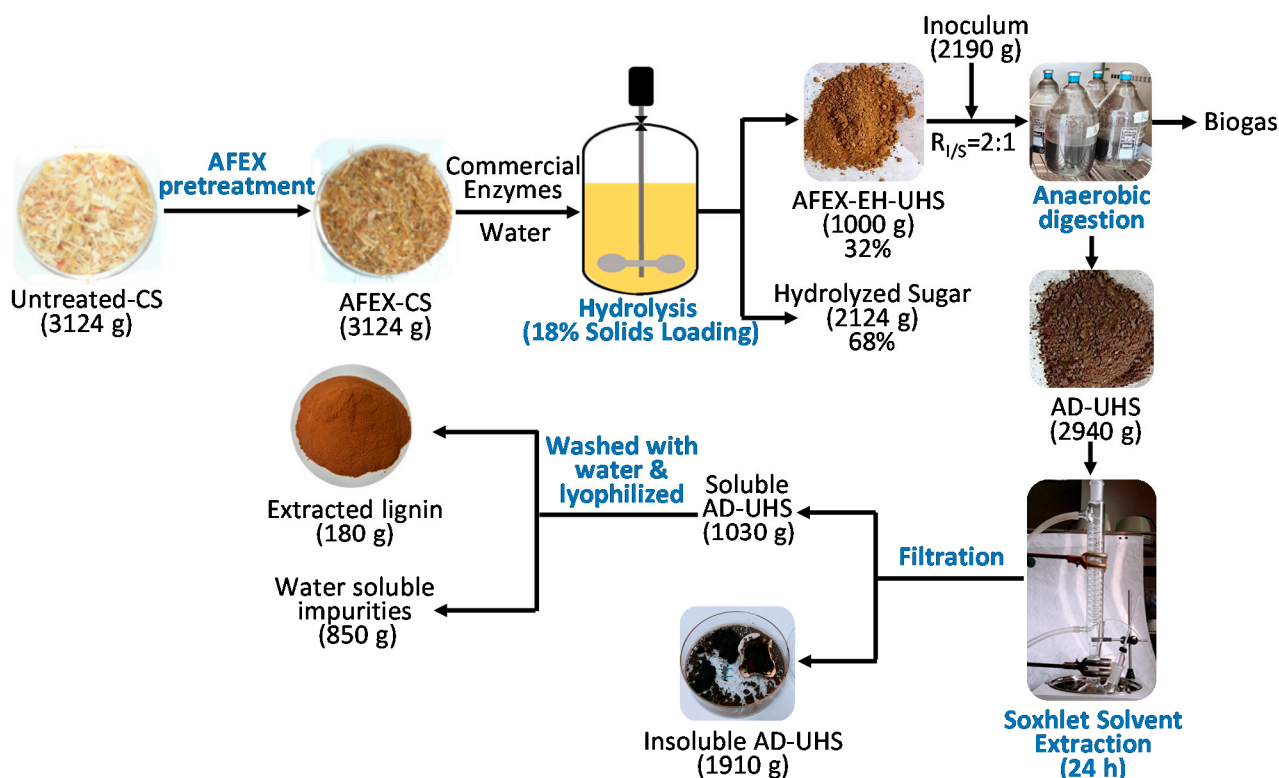 Untreated-CS
(3124 g)
AFEX
pretreatment
AFEX-CS
(3124 g)
Commercial
Enzymes
Water
Hydrolysis
(18% Solids Loading)
AFEX-EH-UHS
(1000 g)
32%
Hydrolyzed Sugar
(2124 g)
68%
Inoculum
(2190 g)
R_I/S=2:1
Anaerobic
digestion
Biogas
AD-UHS
(2940 g)
Soxhlet Solvent
Extraction
(24 h)
Filtration
Soluble
AD-UHS
(1030 g)
Insoluble AD-UHS
(1910 g)
Washed with
water &
lyophilized
Extracted lignin
(180 g)
Water soluble
impurities
(850 g)